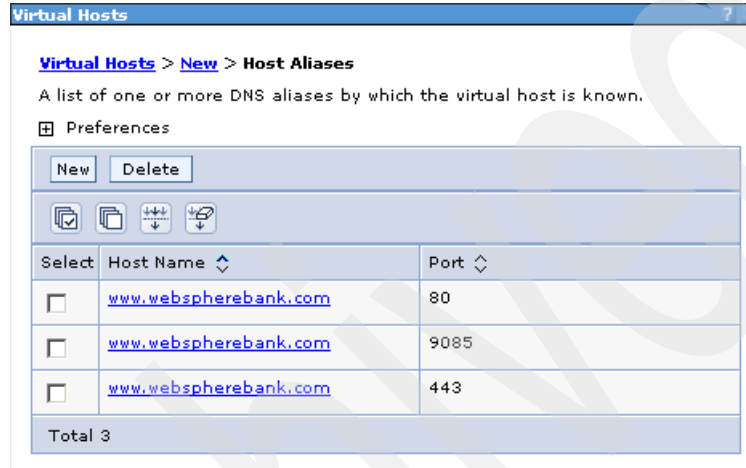 Virtual Hosts ?
Virtual Hosts > New > Host Aliases
A list of one or more DNS aliases by which the virtual host is known.
Preferences
New Delete
Select Host Name Port
www.webspherebank.com 80
www.webspherebank.com 9085
www.webspherebank.com 443
Total 3